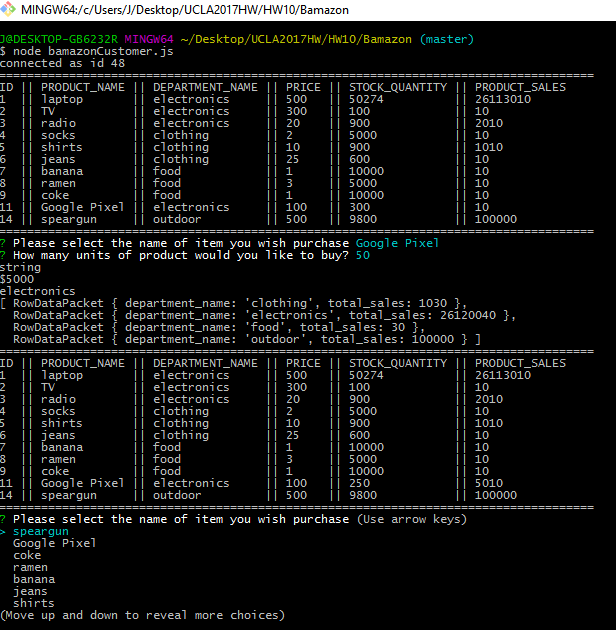 MINGW64:/c/Users/J/Desktop/UCLA2017HW/HW10/Bamazon
J@DESKTOP-GB6232R MINGW64 ~/Desktop/UCLA2017HW/HW10/Bamazon (master)
$ node bamazonCustomer.js
connected as id 48
================================================================================
ID || PRODUCT_NAME || DEPARTMENT_NAME || PRICE || STOCK_QUANTITY || PRODUCT_SALES
1 || laptop || electronics || 500 || 50274 || 26113010
2 || TV || electronics || 300 || 100 || 10
3 || radio || electronics || 20 || 900 || 2010
4 || socks || clothing || 2 || 5000 || 10
5 || shirts || clothing || 10 || 900 || 1010
6 || jeans || clothing || 25 || 600 || 10
7 || banana || food || 1 || 10000 || 10
8 || ramen || food || 3 || 5000 || 10
9 || coke || food || 1 || 10000 || 10
11 || Google Pixel || electronics || 100 || 300 || 10
14 || speargun || outdoor || 500 || 9800 || 100000
================================================================================
? Please select the name of item you wish purchase Google Pixel
? How many units of product would you like to buy? 50
string
$5000
electronics
[ RowDataPacket { department_name: 'clothing', total_sales: 1030 },
RowDataPacket { department_name: 'electronics', total_sales: 26120040 },
RowDataPacket { department_name: 'food', total_sales: 30 },
RowDataPacket { department_name: 'outdoor', total_sales: 100000 } ]
================================================================================
ID || PRODUCT_NAME || DEPARTMENT_NAME || PRICE || STOCK_QUANTITY || PRODUCT_SALES
1 || laptop || electronics || 500 || 50274 || 26113010
2 || TV || electronics || 300 || 100 || 10
3 || radio || electronics || 20 || 900 || 2010
4 || socks || clothing || 2 || 5000 || 10
5 || shirts || clothing || 10 || 900 || 1010
6 || jeans || clothing || 25 || 600 || 10
7 || banana || food || 1 || 10000 || 10
8 || ramen || food || 3 || 5000 || 10
9 || coke || food || 1 || 10000 || 10
11 || Google Pixel || electronics || 100 || 250 || 5010
14 || speargun || outdoor || 500 || 9800 || 100000
================================================================================
? Please select the name of item you wish purchase (Use arrow keys)
> speargun
Google Pixel
coke
ramen
banana
jeans
shirts
(Move up and down to reveal more choices)